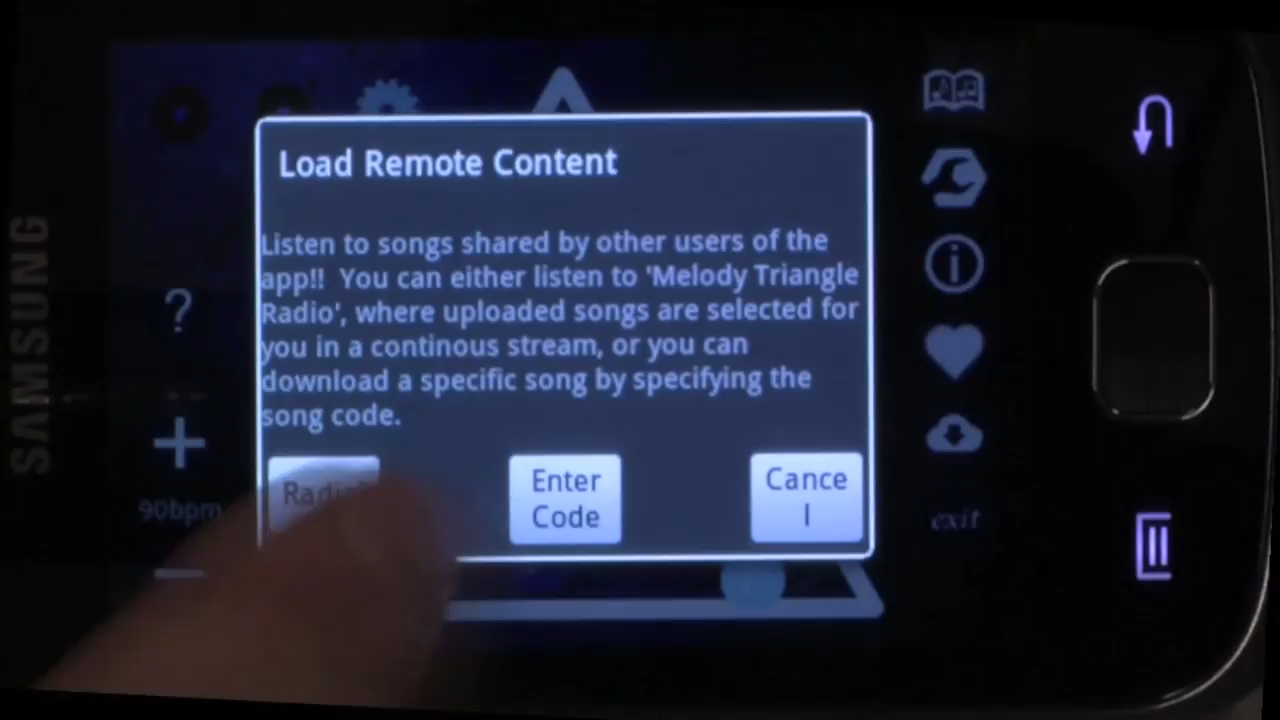 SAMSUNG
Load Remote Content
Listen to songs shared by other users of the
app!! You can either listen to 'Melody Triangle
Radio', where uploaded songs are selected for
you in a continous stream, or you can
download a specific song by specifying the
song code.
Enter
Code
Cance
l
?
90bpm
exit